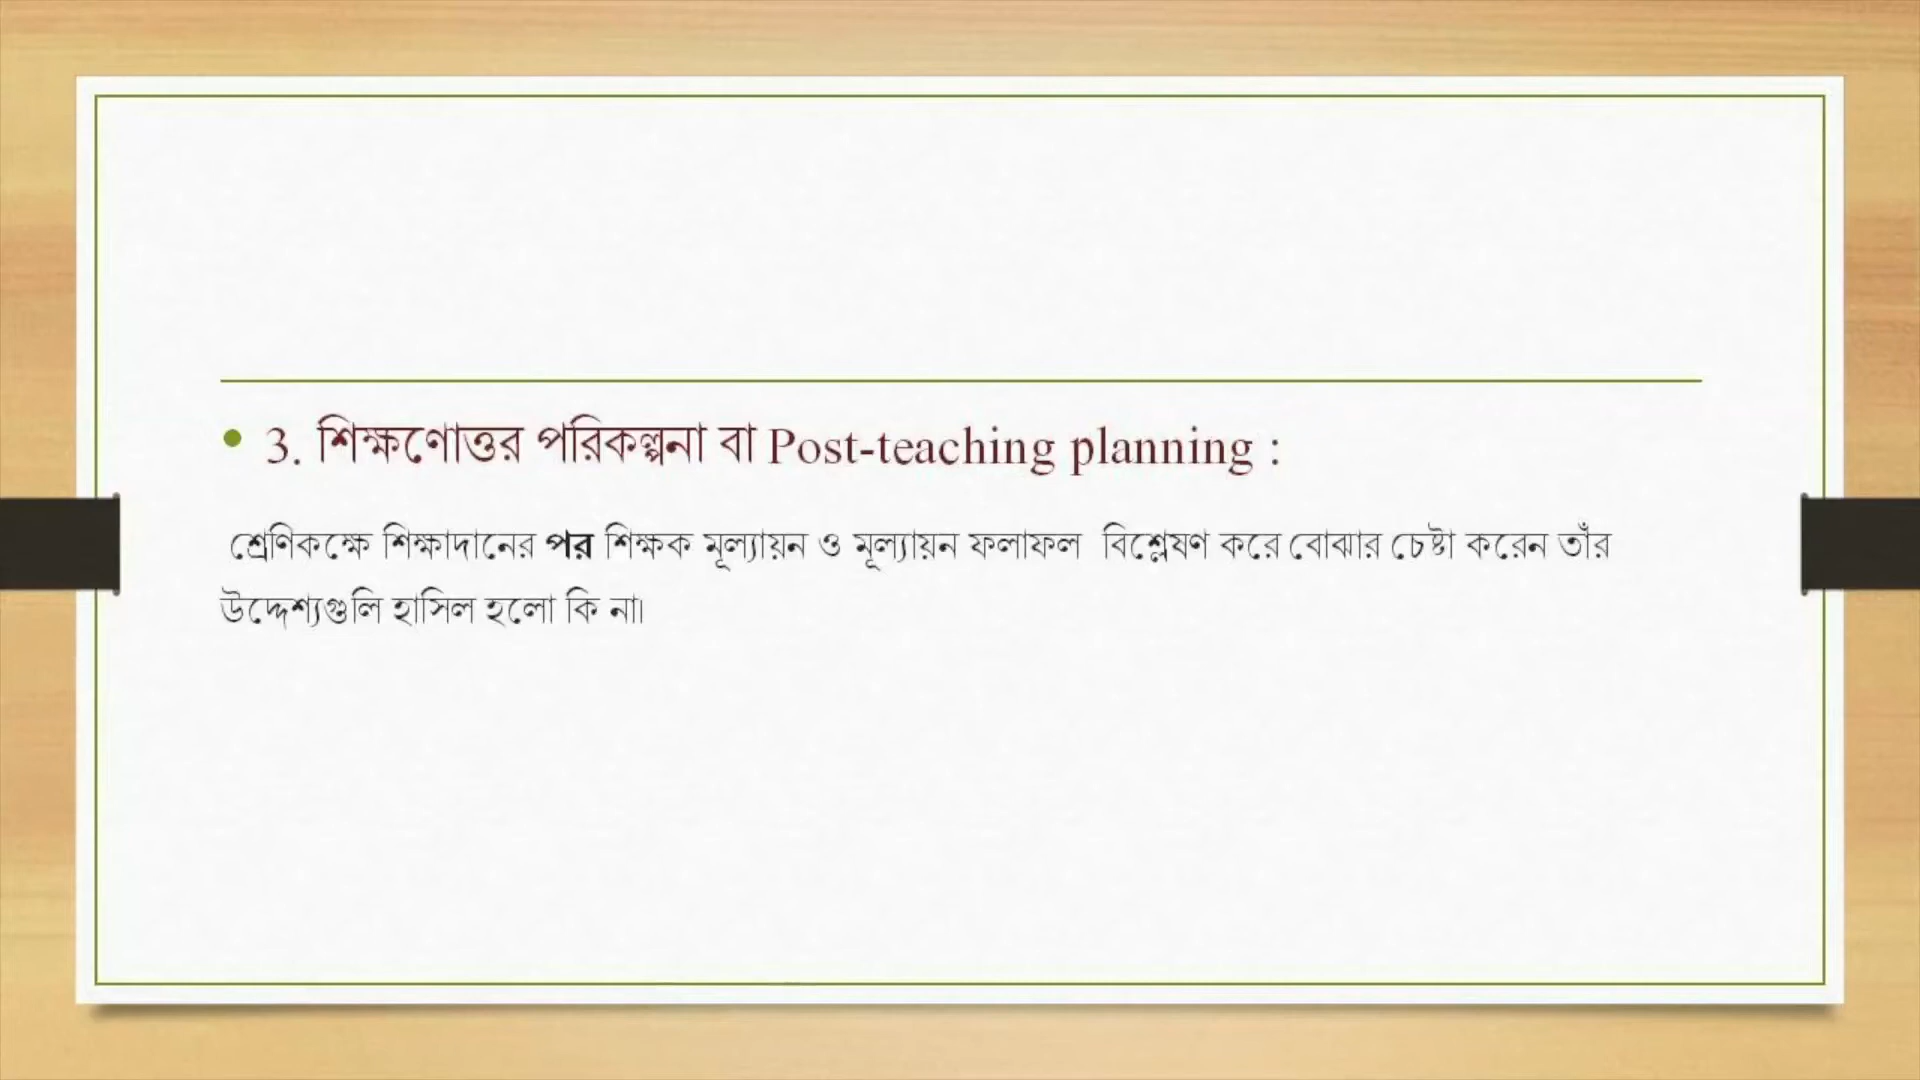 • 3. শিক্ষণোত্তর পরিকল্পনা বা Post-teaching planning :
শ্রেণিকক্ষে শিক্ষাদানের পর শিক্ষক মূল্যায়ন ও মূল্যায়ন ফলাফল বিশ্লেষণ করে বোঝার চেষ্টা করেন তাঁর
উদ্দেশ্যগুলি হাসিল হলো কি না।